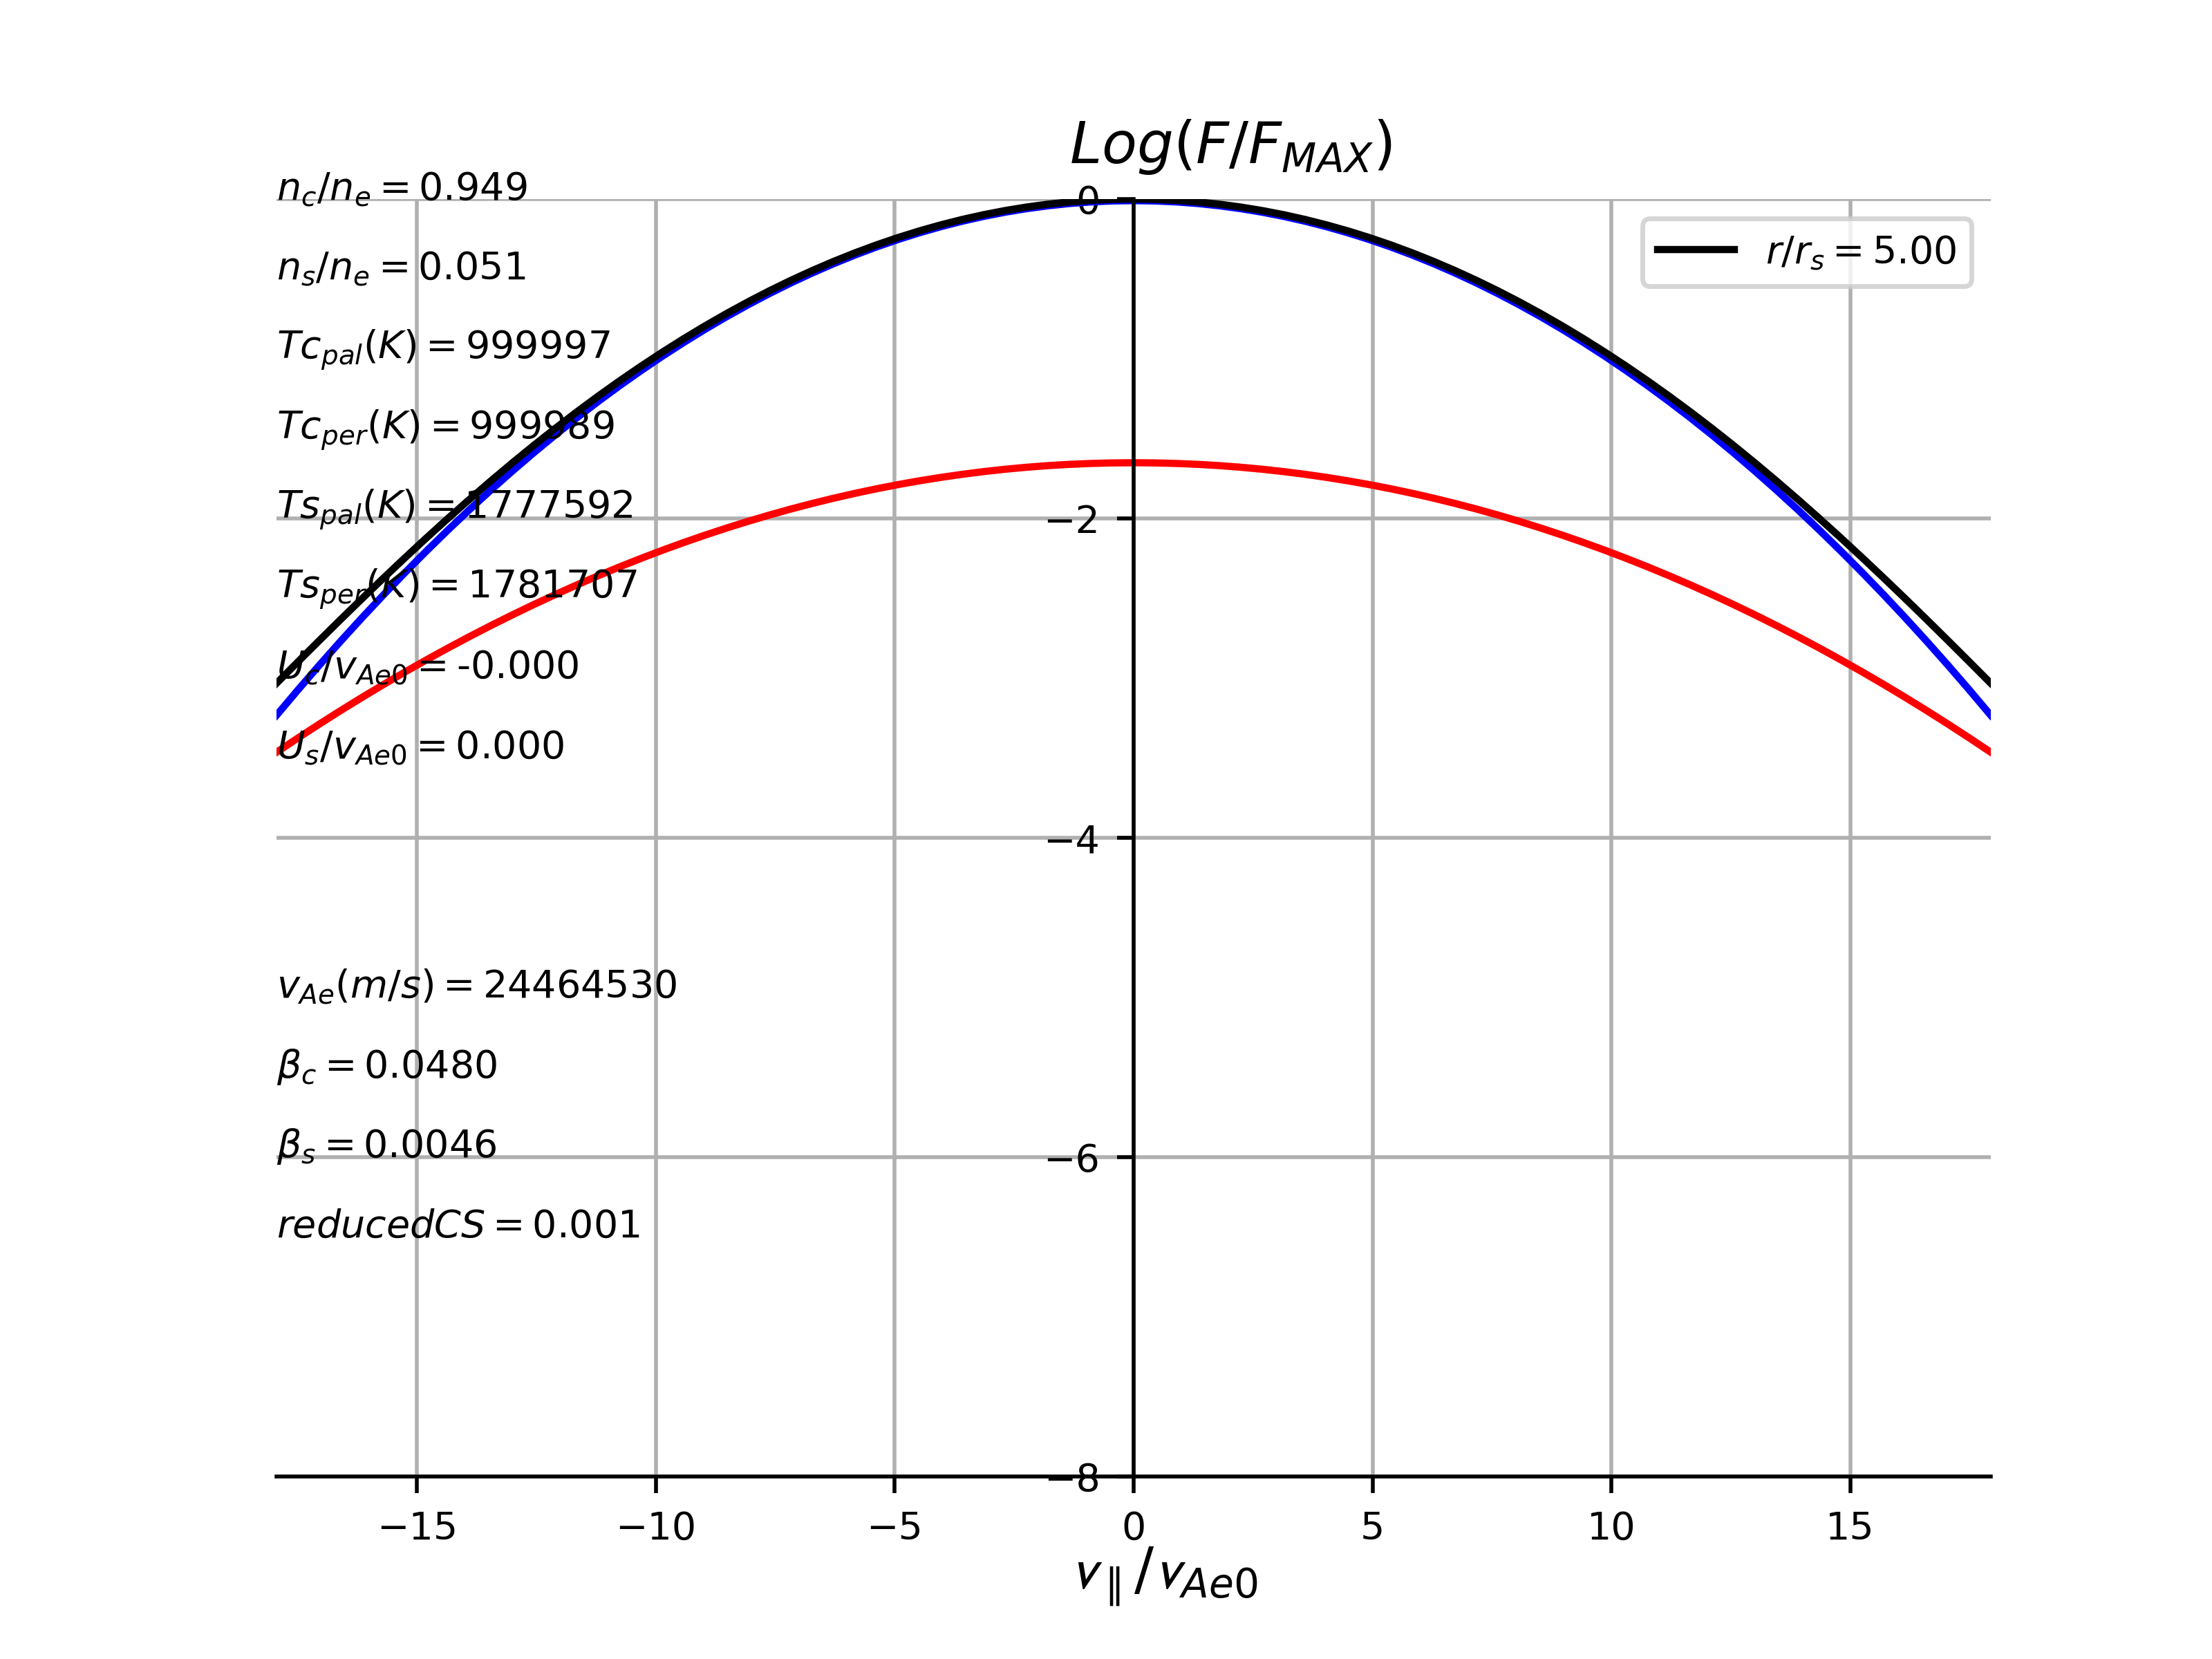 Log(F/F_MAX)
n_c/n_e = 0.949
n_s/n_e = 0.051
Tc_pal(K) = 999997
Tc_per(K) = 999989
Ts_pal(K) = 1777592
Ts_per(K) = 1781707
U_c/v_Ae0 = -0.000
U_s/v_Ae0 = 0.000
v_Ae(m/s) = 24464530
β_c = 0.0480
β_s = 0.0046
reducedCS = 0.001
r/r_s = 5.00
0
−2
−4
−6
−8
−15 −10 −5 0 5 10 15
v_∥/v_Ae0